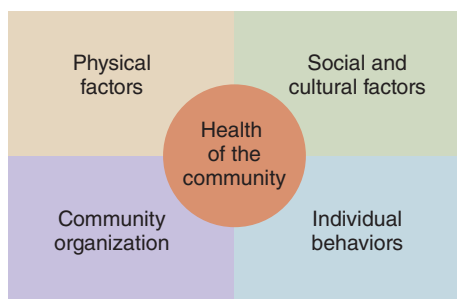 Physical
factors
Social and
cultural factors
Health
of the
community
Community
organization
Individual
behaviors